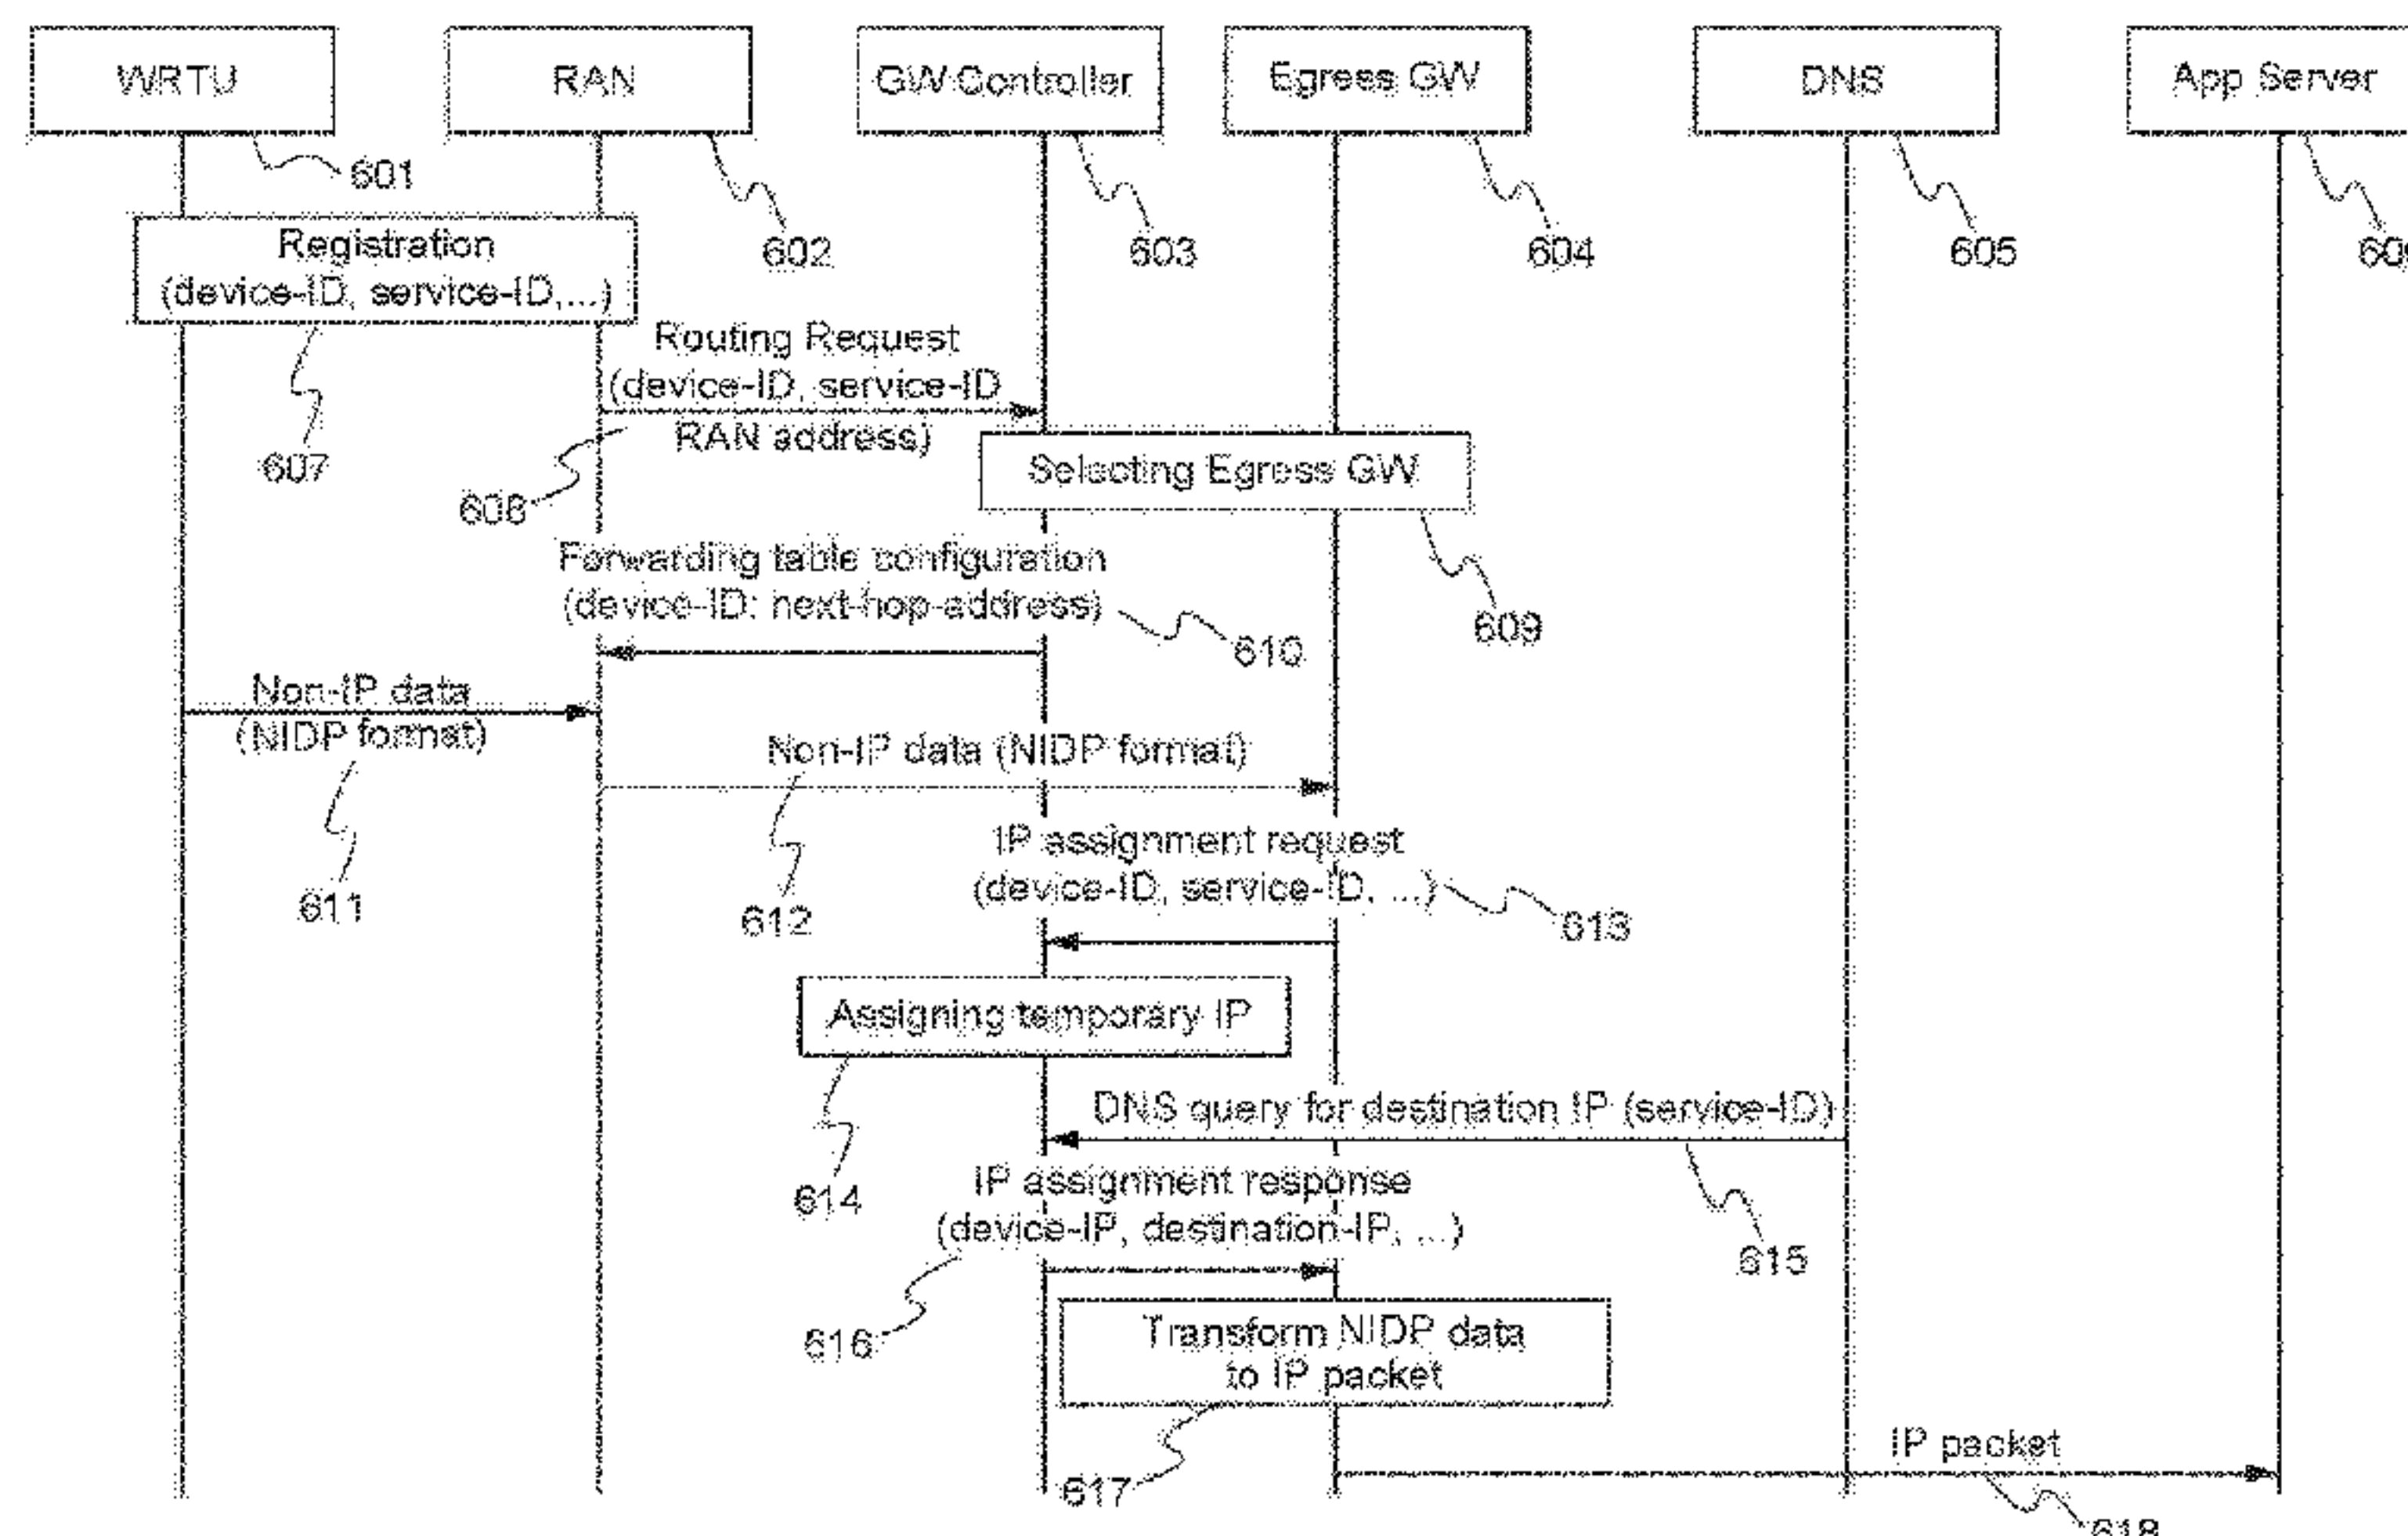 WRTU
RAN
GW Controller
Egress GW
DNS
App Server
601
602
603
604
605
Registration
(device-ID, service-ID,...)
607
Routing Request
(device-ID, service-ID
RAN address)
608
Selecting Egress GW
609
Forwarding table configuration
(device-ID: next-hop-address)
610
Non-IP data
(NIDP format)
611
Non-IP data (NIDP format)
612
IP assignment request
(device-ID, service-ID, ...)
613
Assigning temporary IP
614
DNS query for destination IP (service-ID)
615
IP assignment response
(device-IP, destination-IP, ...)
616
Transform NIDP data
to IP packet
617
IP packet
618